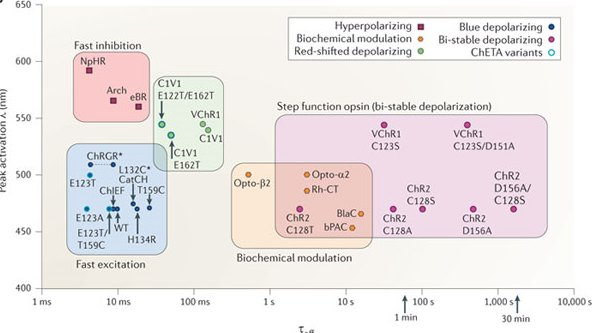 650
600
550
500
450
400
Peak activation λ (nm)
Hyperpolarizing
Biochemical modulation
Red-shifted depolarizing
Blue depolarizing
Bi-stable depolarizing
ChETA variants
Fast inhibition
NpHR
Arch
eBR
C1V1
E122T/E162T
VChR1
C1V1
C1V1
E162T
ChRGR*
E123T
L132C*
CatCH
ChIEF
T159C
E123A
WT
E123T/
T159C
H134R
Fast excitation
Step function opsin (bi-stable depolarization)
VChR1
C123S
VChR1
C123S/D151A
Opto-β2
Opto-α2
Rh-CT
ChR2
C128T
BlaC
bPAC
ChR2
C128A
ChR2
C128S
ChR2
D156A
ChR2
D156A/
C128S
Biochemical modulation
1 ms
10 ms
100 ms
1 s
10 s
100 s
1,000 s
10,000 s
1 min
30 min